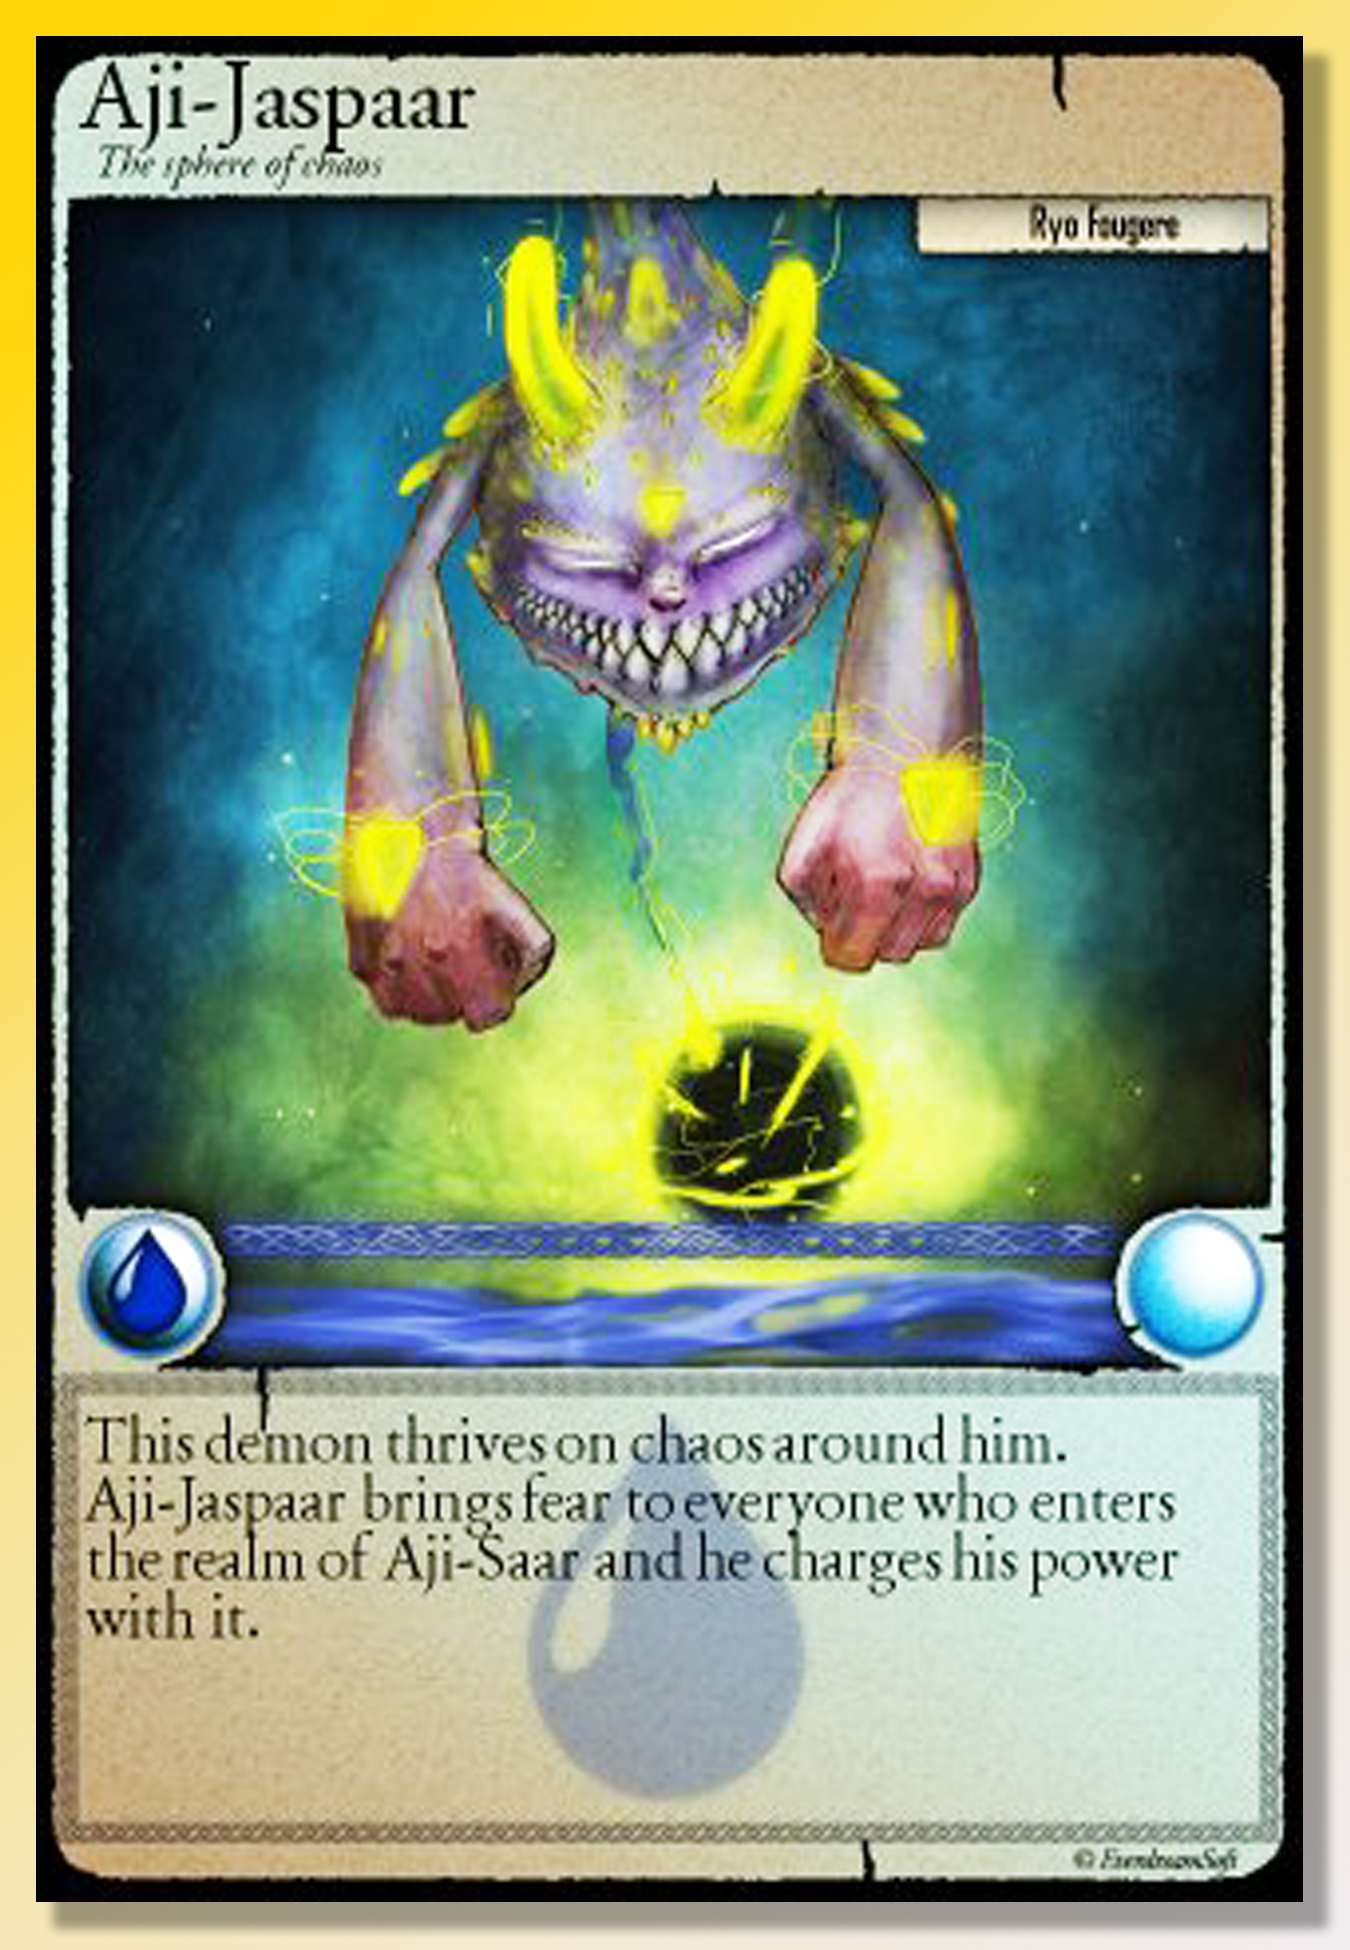 Aji-Jaspaar
The sphere of chaos
Ryo Fougere
This demon thrives on chaos around him.
Aji-Jaspaar brings fear to everyone who enters
the realm of Aji-Saar and he charges his power
with it.
© EverdreamSoft